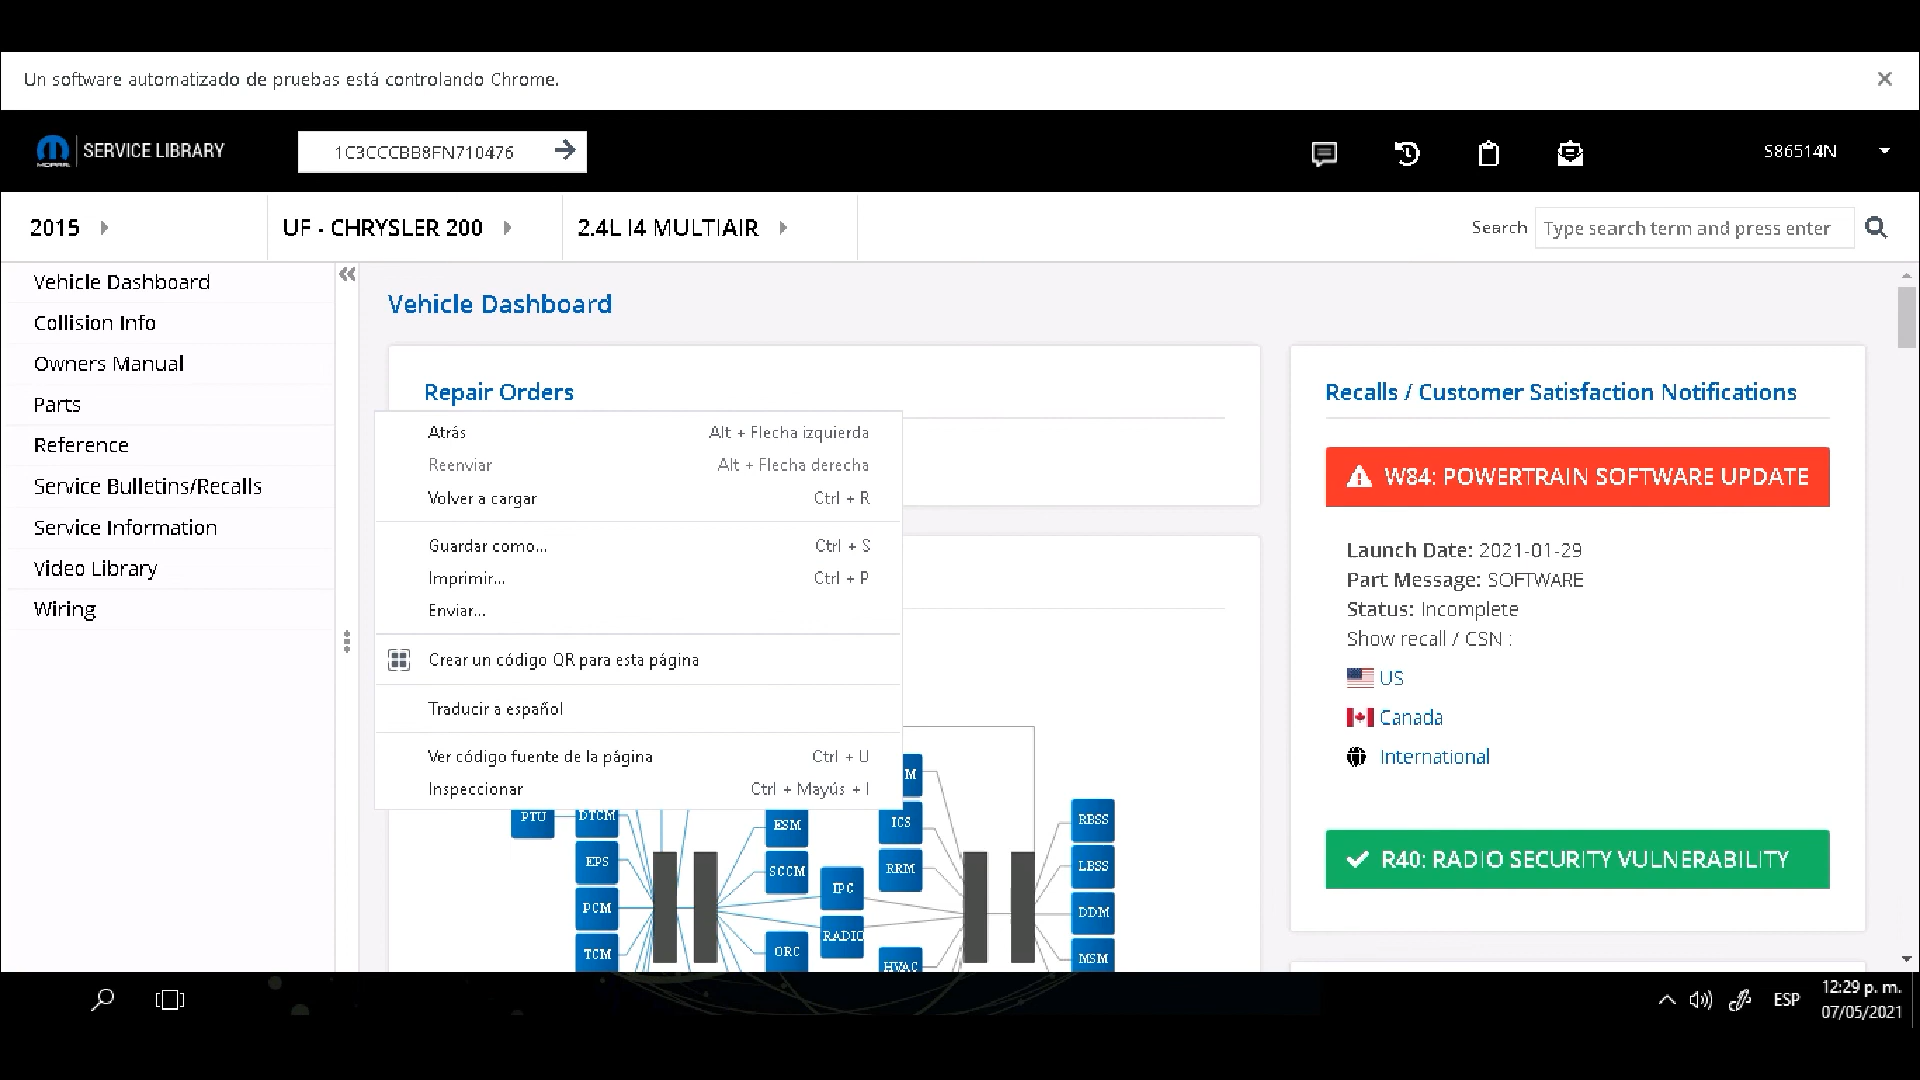 Un software automatizado de pruebas está controlando Chrome.
MOPAR SERVICE LIBRARY
1C3CCCBB8FN710476
S86514N
2015
UF - CHRYSLER 200
2.4L I4 MULTIAIR
Search
Type search term and press enter
Vehicle Dashboard
Collision Info
Owners Manual
Parts
Reference
Service Bulletins/Recalls
Service Information
Video Library
Wiring
Vehicle Dashboard
Repair Orders
Atrás Alt + Flecha izquierda
Reenviar Alt + Flecha derecha
Volver a cargar Ctrl + R
Guardar como... Ctrl + S
Imprimir... Ctrl + P
Enviar...
Crear un código QR para esta página
Traducir a español
Ver código fuente de la página Ctrl + U
Inspeccionar Ctrl + Mayús + I
PTU
DTCM
EPS
PCM
TCM
ESM
SCCM
ORC
IPC
RADIO
M
ICS
RRM
HVAC
RBSS
LBSS
DDM
MSM
Recalls / Customer Satisfaction Notifications
W84: POWERTRAIN SOFTWARE UPDATE
Launch Date: 2021-01-29
Part Message: SOFTWARE
Status: Incomplete
Show recall / CSN :
US
Canada
International
R40: RADIO SECURITY VULNERABILITY
ESP
12:29 p. m.
07/05/2021